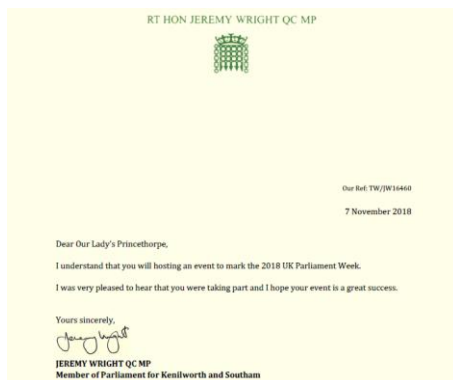 RT HON JEREMY WRIGHT QC MP
Our Ref: TW/JW16460
7 November 2018
Dear Our Lady's Princethorpe,
I understand that you will hosting an event to mark the 2018 UK Parliament Week.
I was very pleased to hear that you were taking part and I hope your event is a great success.
Yours sincerely,
Jeremy Wright
JEREMY WRIGHT QC MP
Member of Parliament for Kenilworth and Southam